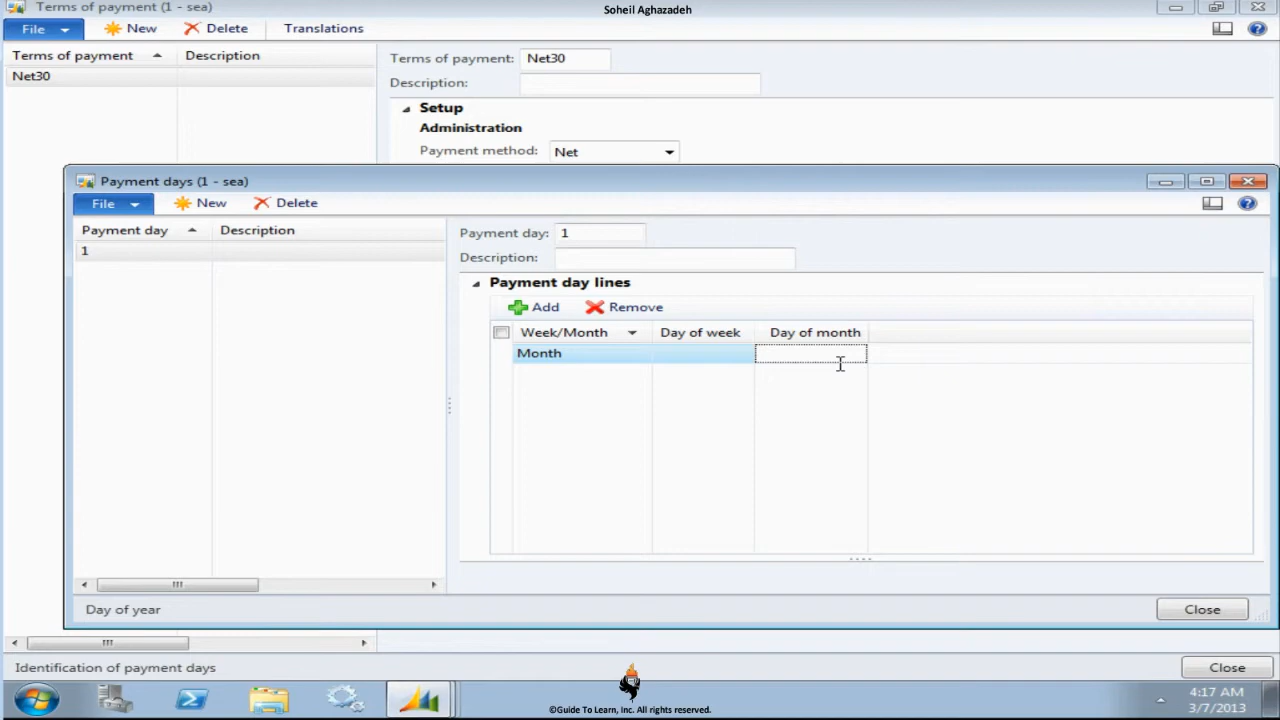 Terms of payment (1 - sea)
Soheil Aghazadeh
File New Delete Translations
Terms of payment Description
Net30
Terms of payment: Net30
Description:
Setup
Administration
Payment method: Net
Payment days (1 - sea)
File New Delete
Payment day Description
1
Payment day: 1
Description:
Payment day lines
Add Remove
Week/Month Day of week Day of month
Month
Day of year
Close
Identification of payment days
Close
4:17 AM
3/7/2013
©Guide To Learn, Inc. All rights reserved.